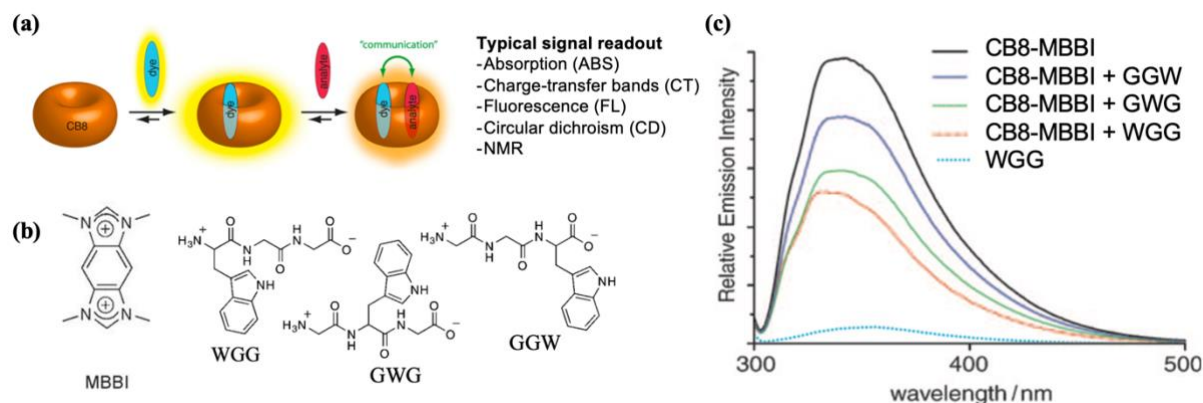 (a)
CB8
dye
dye
analyte
"communication"
dye
analyte
Typical signal readout
-Absorption (ABS)
-Charge-transfer bands (CT)
-Fluorescence (FL)
-Circular dichroism (CD)
-NMR
(b)
N
N
N
N
+
+
MBBI
H₃N
+
O
H
N
N
H
O
O
O
-
NH
WGG
H₃N
+
O
N
H
O
H
N
O
O
-
NH
GWG
H₃N
+
O
H
N
N
H
O
O
O
-
NH
GGW
(c)
Relative Emission Intensity
CB8-MBBI
CB8-MBBI + GGW
CB8-MBBI + GWG
CB8-MBBI + WGG
WGG
300
400
500
wavelength / nm